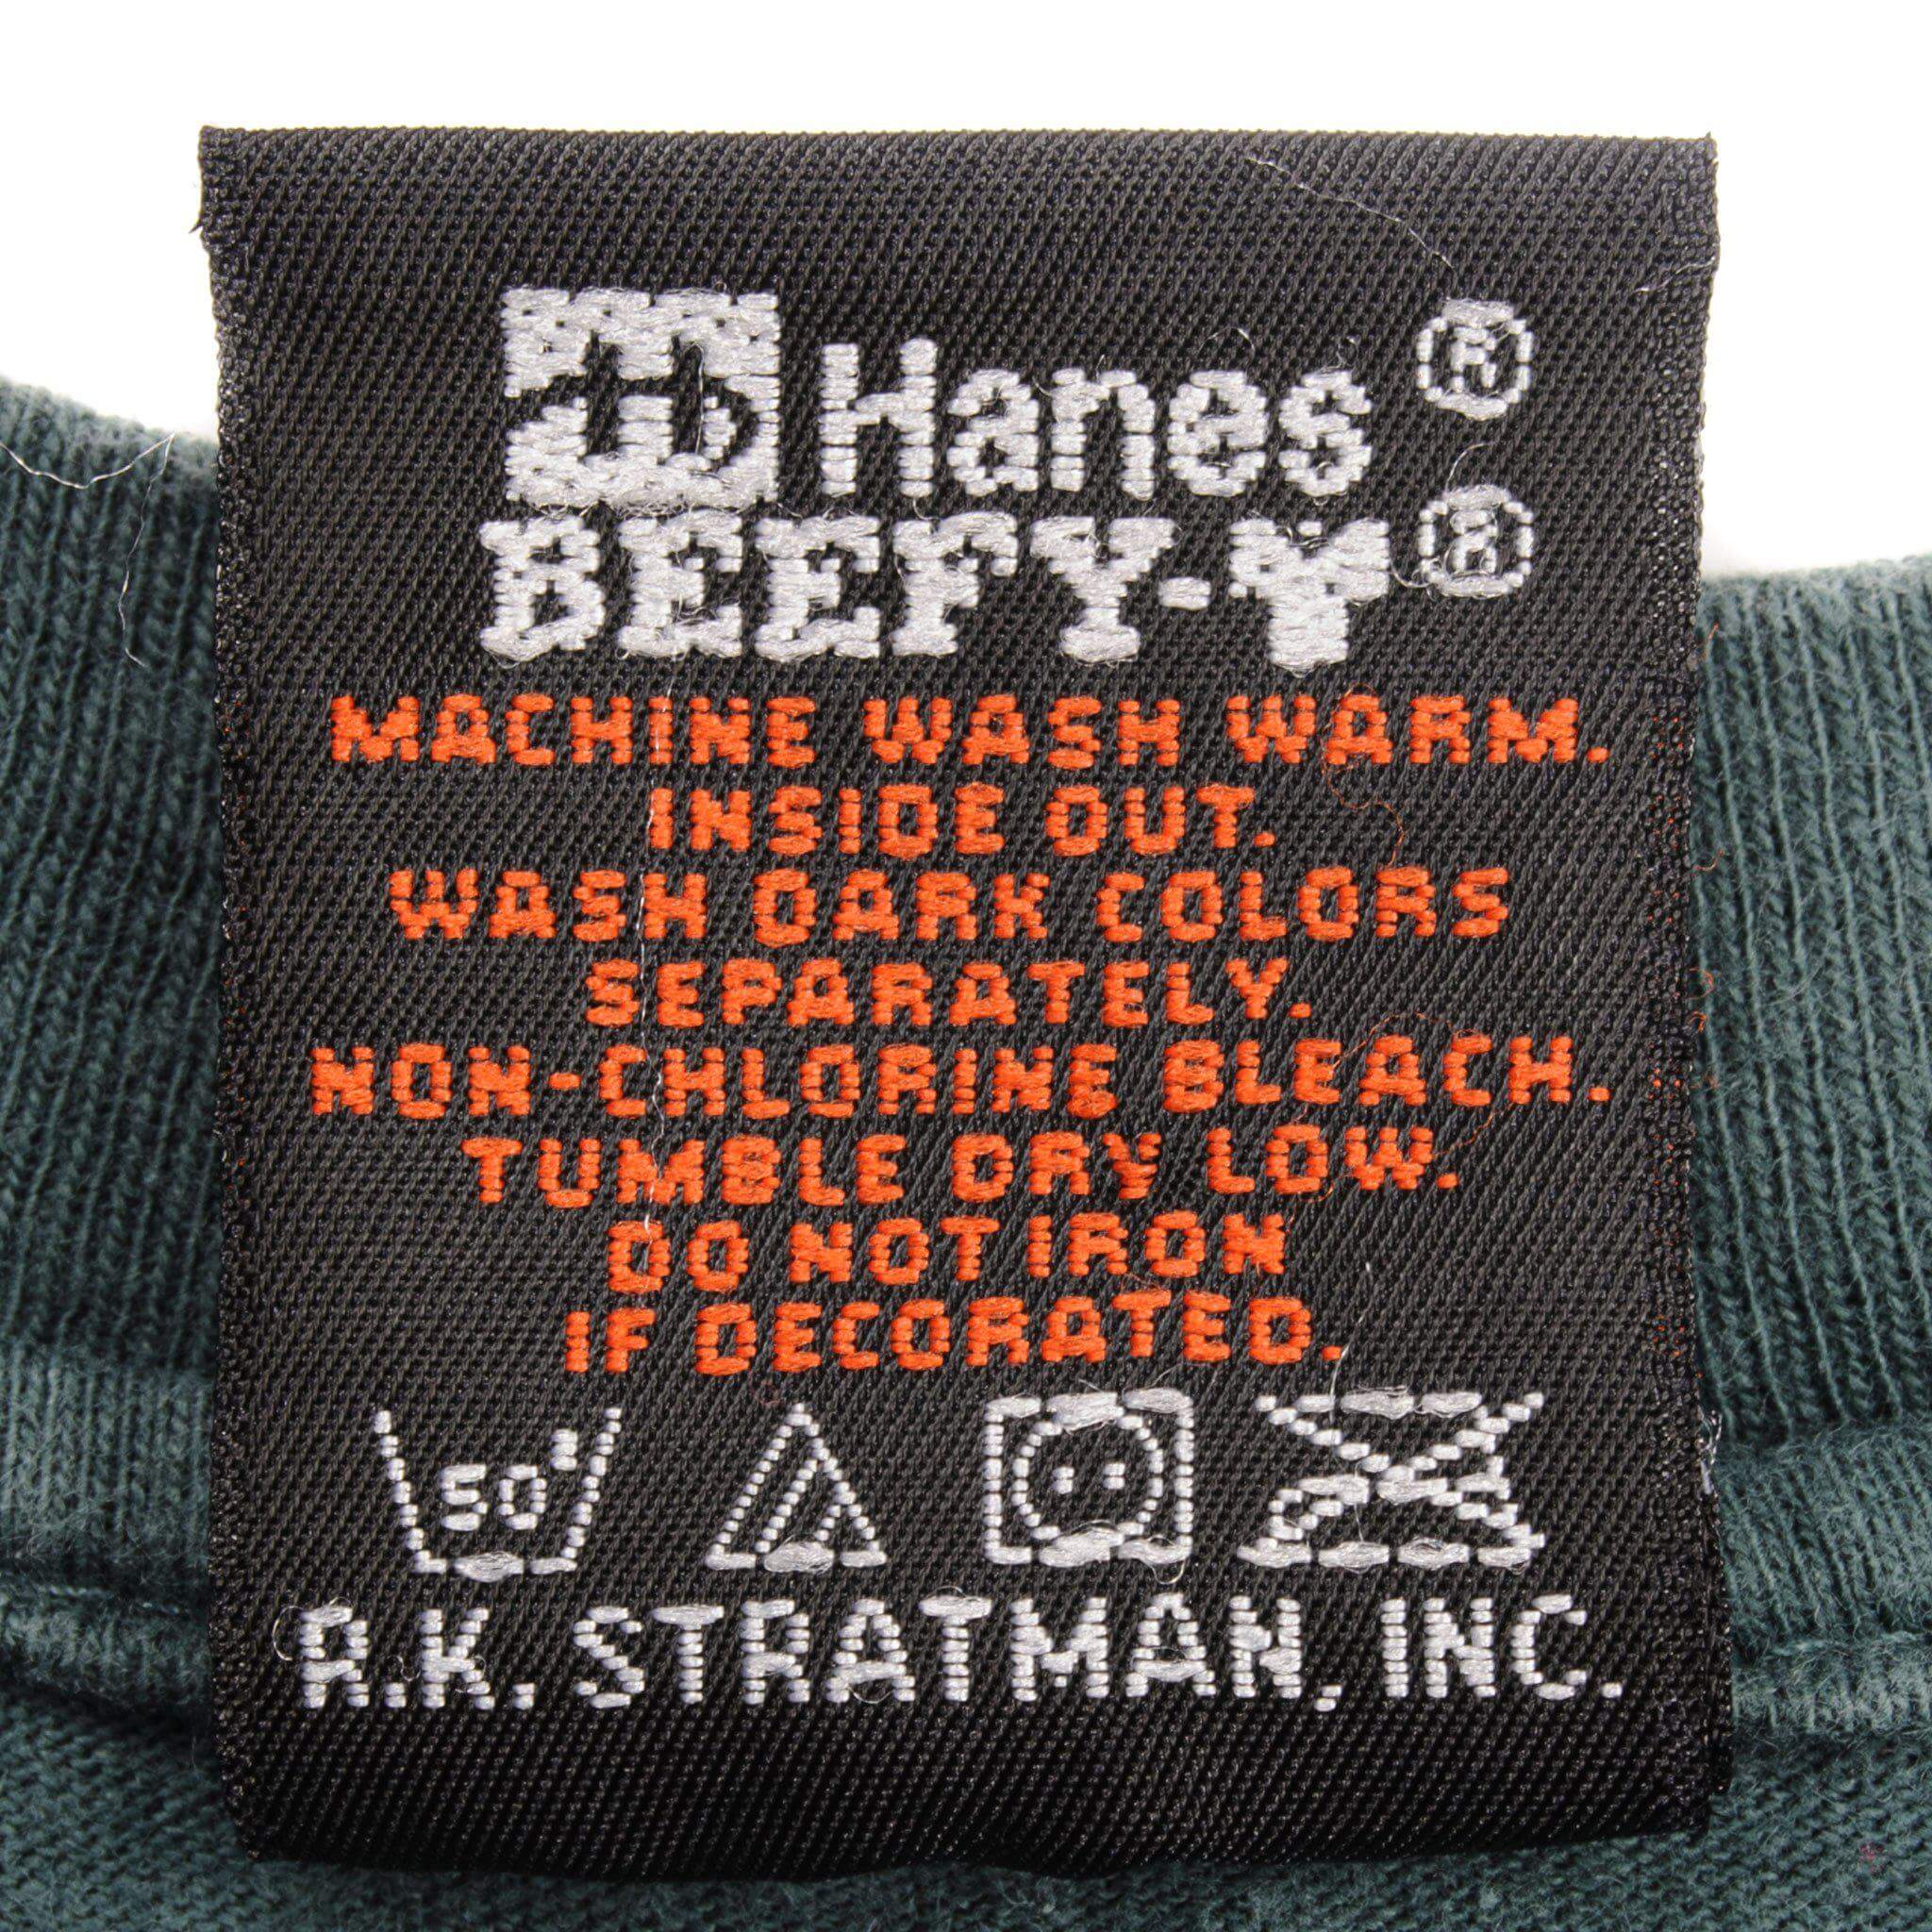 Hanes ®
BEEFY-T ®
MACHINE WASH WARM.
INSIDE OUT.
WASH DARK COLORS
SEPARATELY.
NON-CHLORINE BLEACH.
TUMBLE DRY LOW.
DO NOT IRON
IF DECORATED.
50°
R.K. STRATMAN, INC.